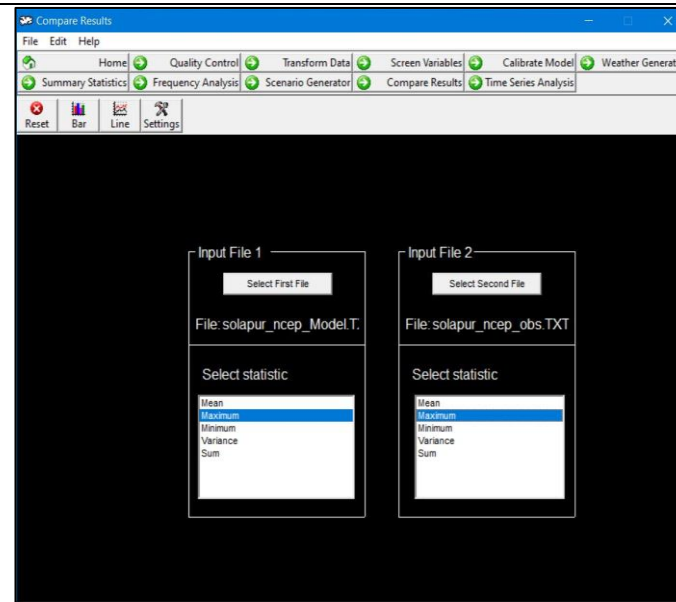 Compare Results
File Edit Help
Home Quality Control Transform Data Screen Variables Calibrate Model Weather Generat
Summary Statistics Frequency Analysis Scenario Generator Compare Results Time Series Analysis
Reset Bar Line Settings
Input File 1 Input File 2
Select First File Select Second File
File: solapur_ncep_Model.T. File: solapur_ncep_obs.TXT
Select statistic Select statistic
Mean Mean
Maximum Maximum
Minimum Minimum
Variance Variance
Sum Sum